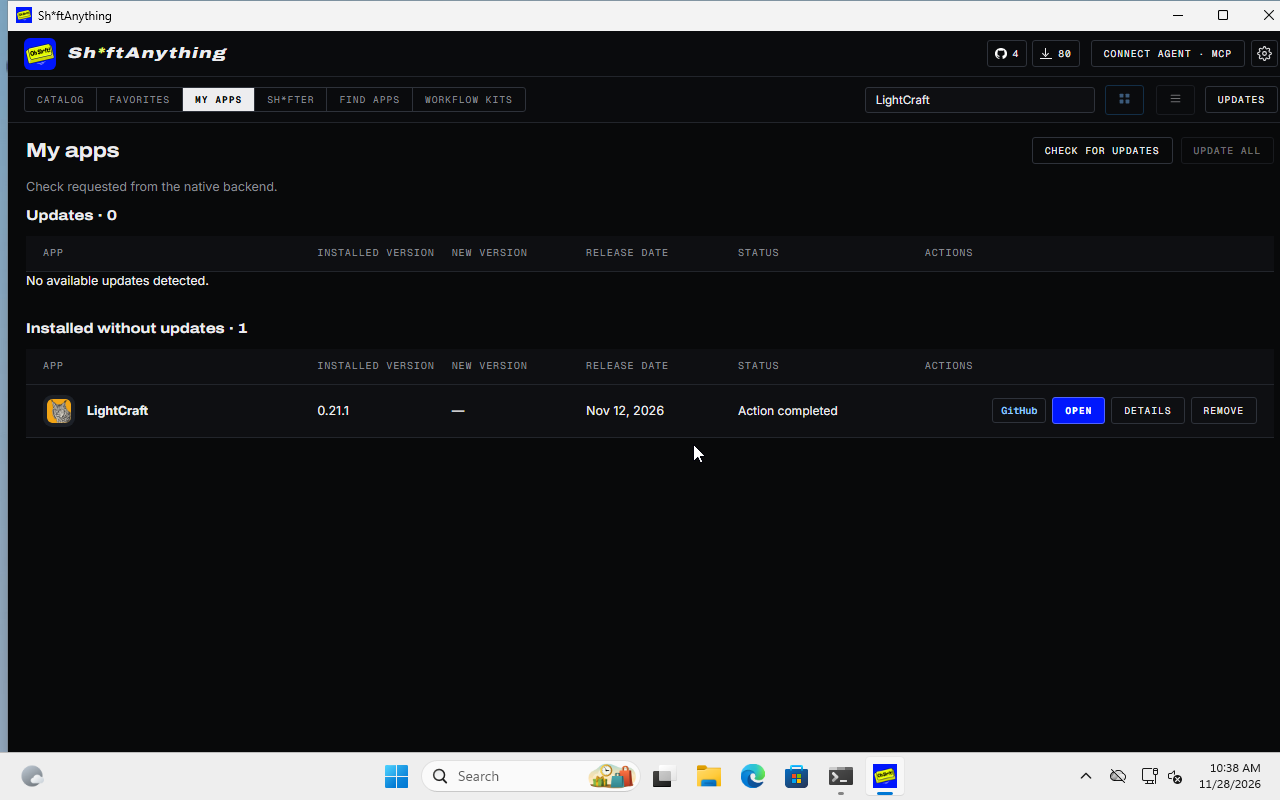 Sh*ftAnything
Oh Sh*ft! Sh*ftAnything 4 80 CONNECT AGENT · MCP
CATALOG FAVORITES MY APPS SH*FTER FIND APPS WORKFLOW KITS LightCraft UPDATES
My apps CHECK FOR UPDATES UPDATE ALL
Check requested from the native backend.
Updates · 0
APP INSTALLED VERSION NEW VERSION RELEASE DATE STATUS ACTIONS
No available updates detected.
Installed without updates · 1
APP INSTALLED VERSION NEW VERSION RELEASE DATE STATUS ACTIONS
LightCraft 0.21.1 — Nov 12, 2026 Action completed GitHub OPEN DETAILS REMOVE
Search 10:38 AM
11/28/2026